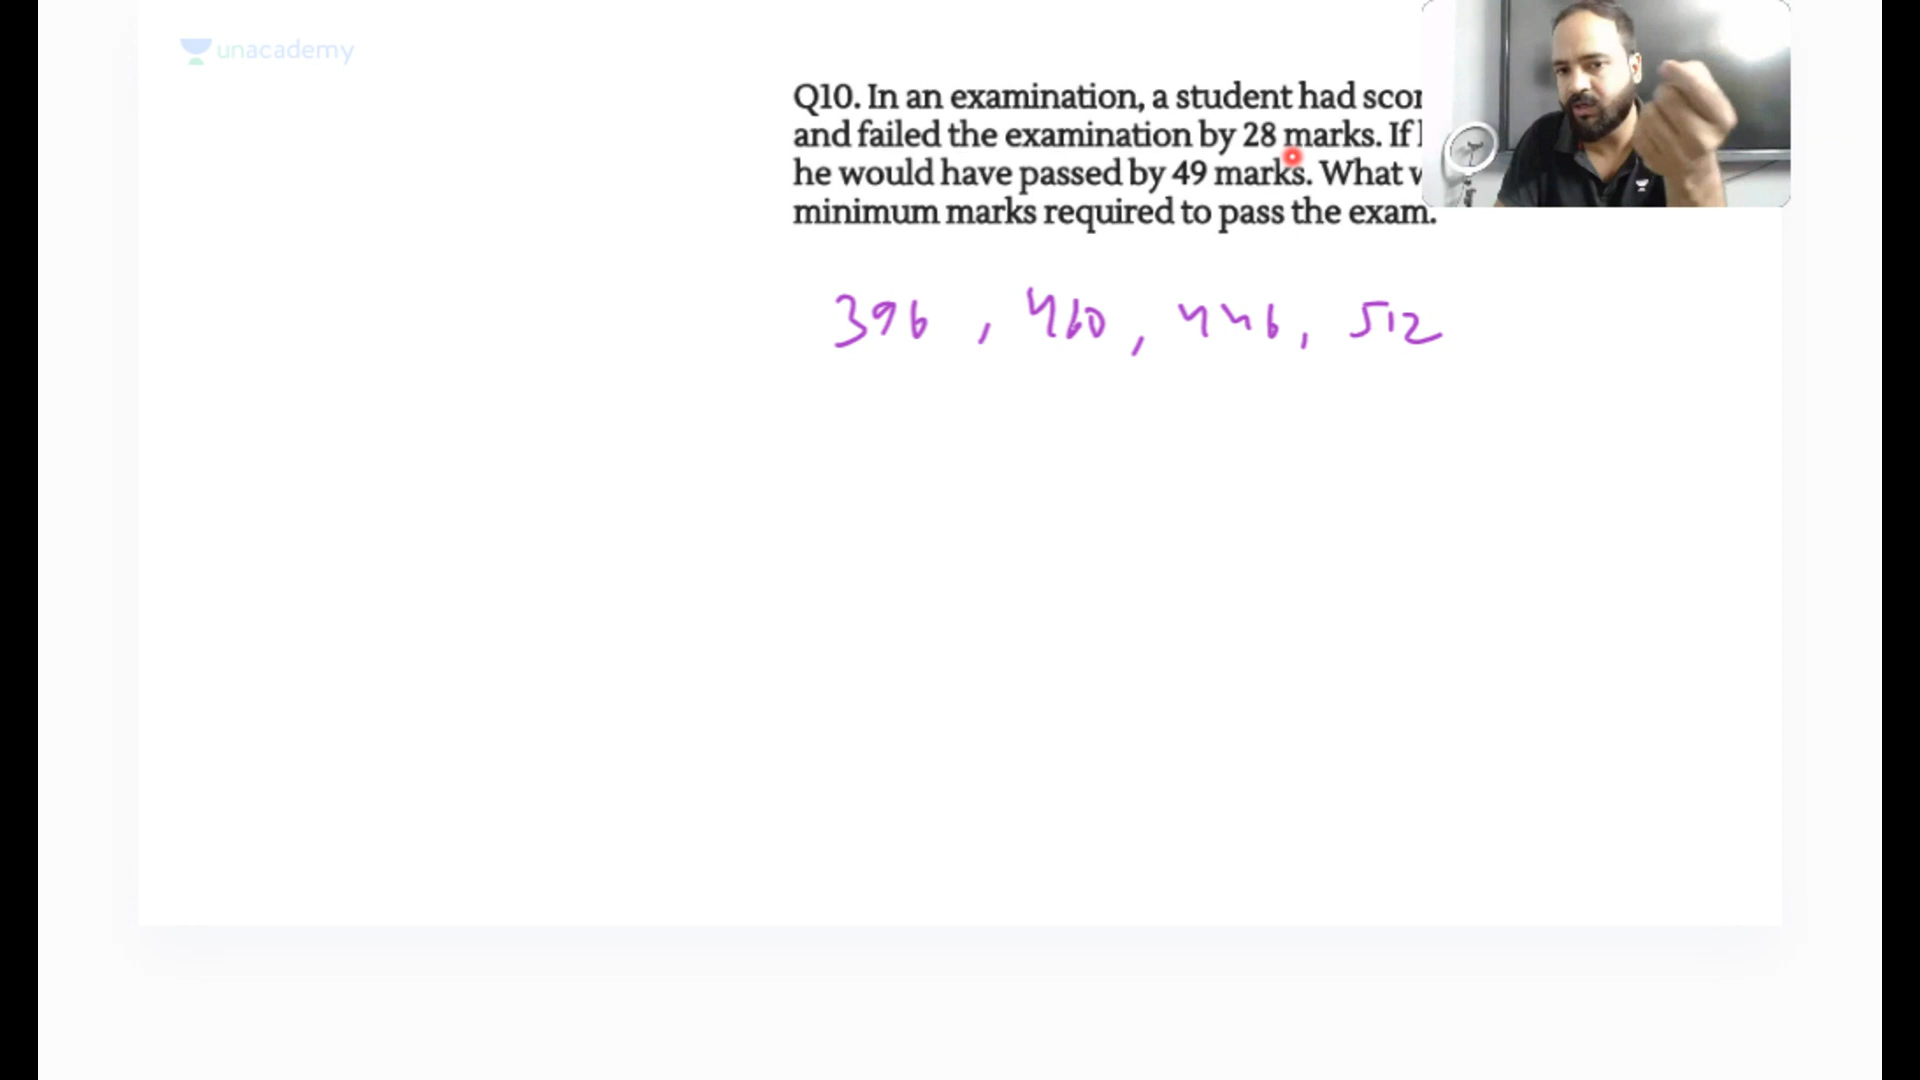 unacademy
Q10. In an examination, a student had
and failed the examination by 28 marks. If
he would have passed by 49 marks. What
minimum marks required to pass the exam.
396 , 460 , 446 , 512